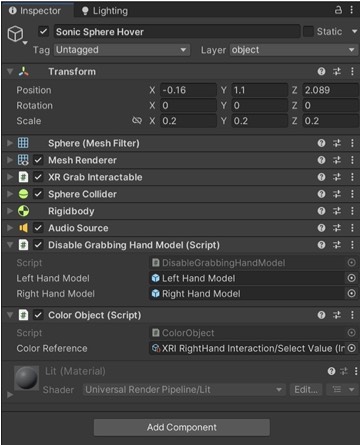 Inspector Lighting
Sonic Sphere Hover Static
Tag Untagged Layer object
Transform
Position X -0.16 Y 1.1 Z 2.089
Rotation X 0 Y 0 Z 0
Scale X 0.2 Y 0.2 Z 0.2
Sphere (Mesh Filter)
Mesh Renderer
XR Grab Interactable
Sphere Collider
Rigidbody
Audio Source
Disable Grabbing Hand Model (Script)
Script DisableGrabbingHandModel
Left Hand Model Left Hand Model
Right Hand Model Right Hand Model
Color Object (Script)
Script ColorObject
Color Reference XRI RightHand Interaction/Select Value (In
Lit (Material)
Shader Universal Render Pipeline/Lit Edit...
Add Component